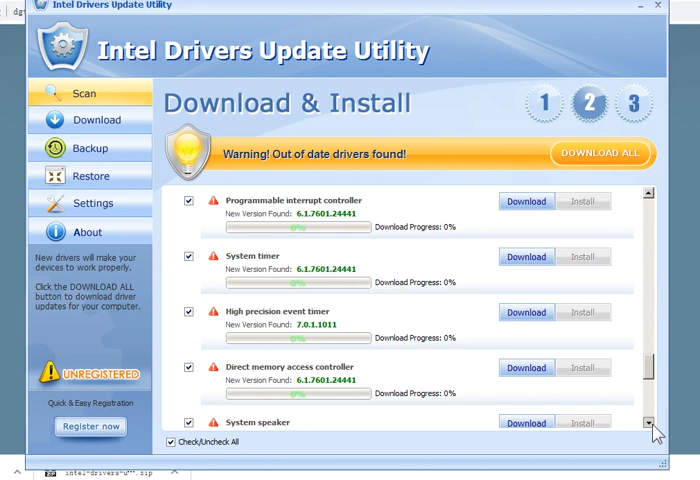 dg
Intel Drivers Update Utility
Intel Drivers Update Utility
Scan
Download
Backup
Restore
Settings
About
New drivers will make your
devices to work properly.
Click the DOWNLOAD ALL
button to download driver
updates for your computer.
UNREGISTERED
Quick & Easy Registration
Register now
Download & Install
1 2 3
Warning! Out of date drivers found!
DOWNLOAD ALL
Programmable interrupt controller
Download Install
New Version Found: 6.1.7601.24441
0% Download Progress: 0%
System timer
Download Install
New Version Found: 6.1.7601.24441
0% Download Progress: 0%
High precision event timer
Download Install
New Version Found: 7.0.1.1011
0% Download Progress: 0%
Direct memory access controller
Download Install
New Version Found: 6.1.7601.24441
0% Download Progress: 0%
System speaker
Download Install
Check/Uncheck All
ZIP intel-drivers-u....zip